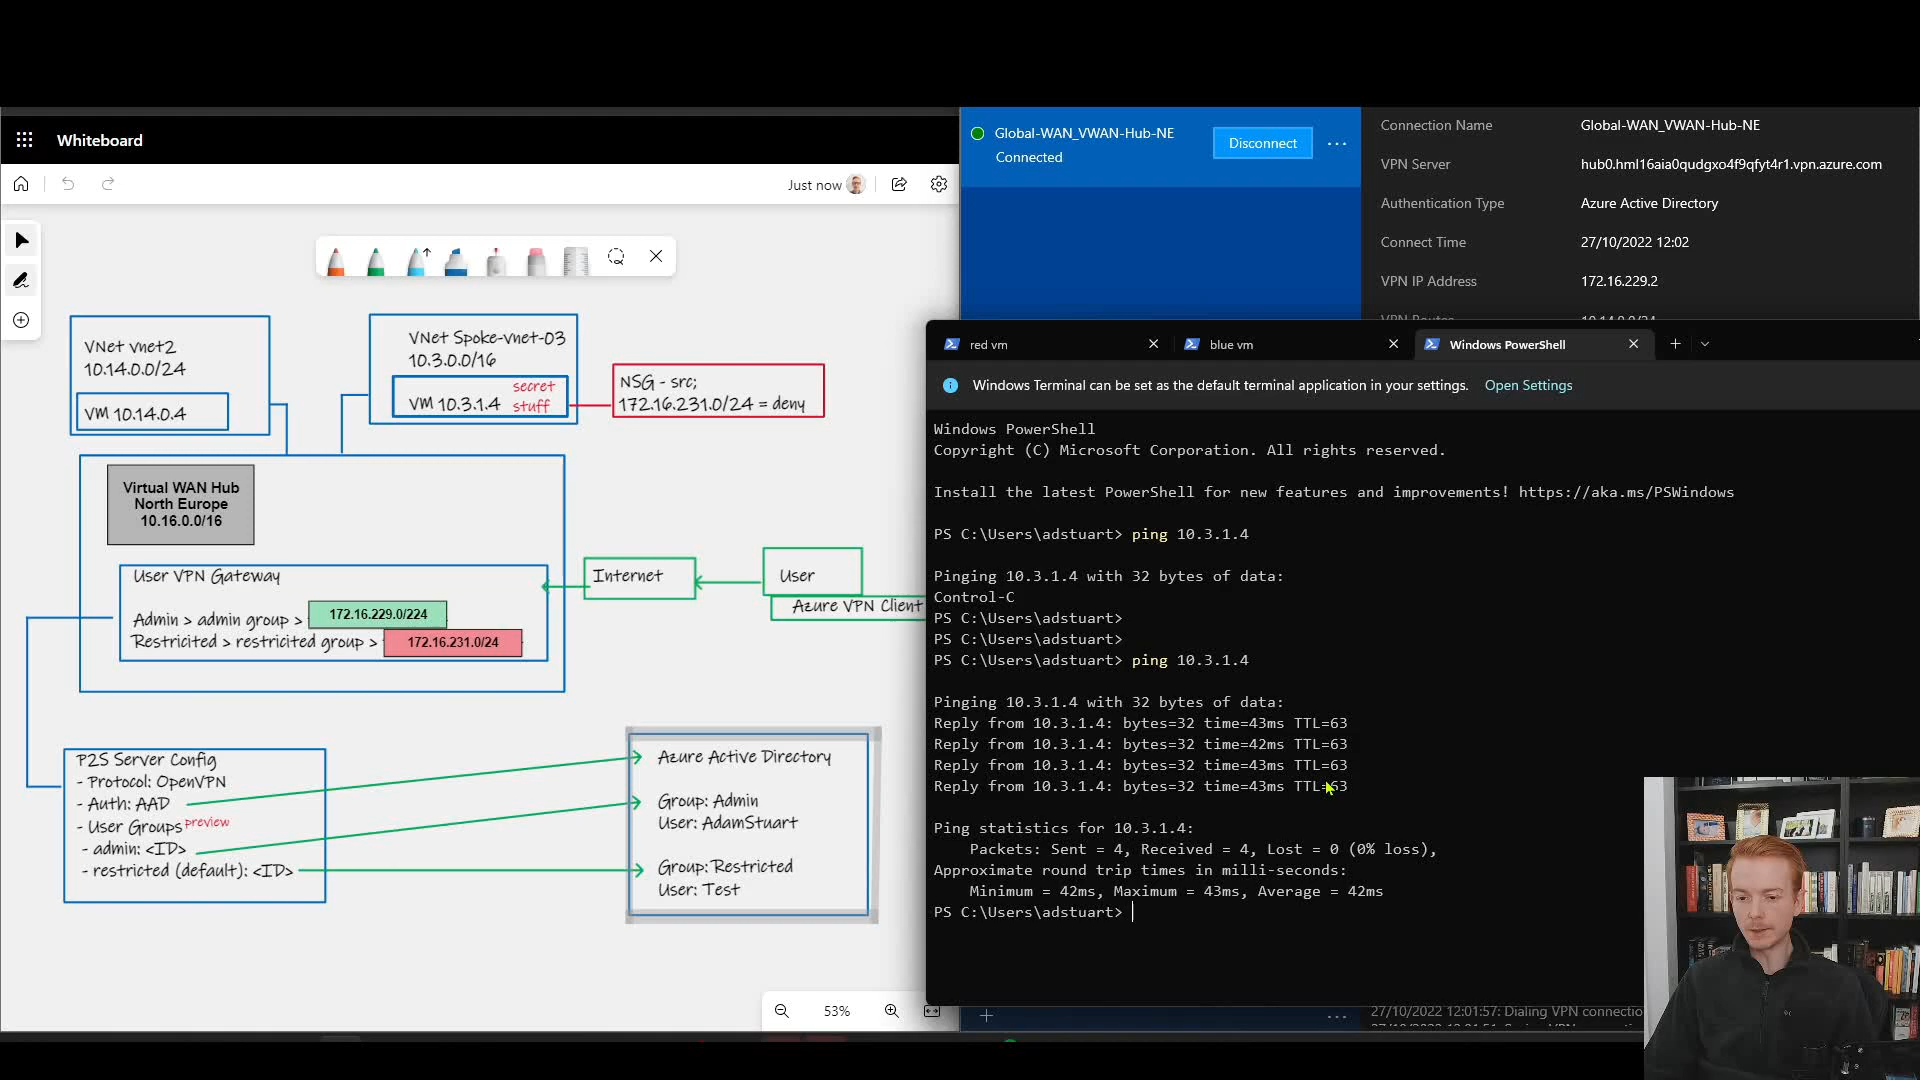 Whiteboard
Just now
VNet vnet2
10.14.0.0/24
VM 10.14.0.4
VNet Spoke-vnet-03
10.3.0.0/16
VM 10.3.1.4
secret
stuff
NSG - src;
172.16.231.0/24 = deny
Virtual WAN Hub
North Europe
10.16.0.0/16
User VPN Gateway
Admin > admin group >
172.16.229.0/224
Restricited > restricited group >
172.16.231.0/24
Internet
User
Azure VPN Client
P2S Server Config
- Protocol: OpenVPN
- Auth: AAD
- User Groups preview
- admin: <ID>
- restricted (default): <ID>
Azure Active Directory
Group: Admin
User: AdamStuart
Group:Restricted
User: Test
53%
Global-WAN_VWAN-Hub-NE
Connected
Disconnect
Connection Name Global-WAN_VWAN-Hub-NE
VPN Server hub0.hml16aia0qudgxo4f9qfyt4r1.vpn.azure.com
Authentication Type Azure Active Directory
Connect Time 27/10/2022 12:02
VPN IP Address 172.16.229.2
VPN Routes 10.14.0.0/24
red vm
blue vm
Windows PowerShell
Windows Terminal can be set as the default terminal application in your settings. Open Settings
Windows PowerShell
Copyright (C) Microsoft Corporation. All rights reserved.
Install the latest PowerShell for new features and improvements! https://aka.ms/PSWindows
PS C:\Users\adstuart> ping 10.3.1.4
Pinging 10.3.1.4 with 32 bytes of data:
Control-C
PS C:\Users\adstuart>
PS C:\Users\adstuart>
PS C:\Users\adstuart> ping 10.3.1.4
Pinging 10.3.1.4 with 32 bytes of data:
Reply from 10.3.1.4: bytes=32 time=43ms TTL=63
Reply from 10.3.1.4: bytes=32 time=42ms TTL=63
Reply from 10.3.1.4: bytes=32 time=43ms TTL=63
Reply from 10.3.1.4: bytes=32 time=43ms TTL=63
Ping statistics for 10.3.1.4:
Packets: Sent = 4, Received = 4, Lost = 0 (0% loss),
Approximate round trip times in milli-seconds:
Minimum = 42ms, Maximum = 43ms, Average = 42ms
PS C:\Users\adstuart>
27/10/2022 12:01:57: Dialing VPN connectio